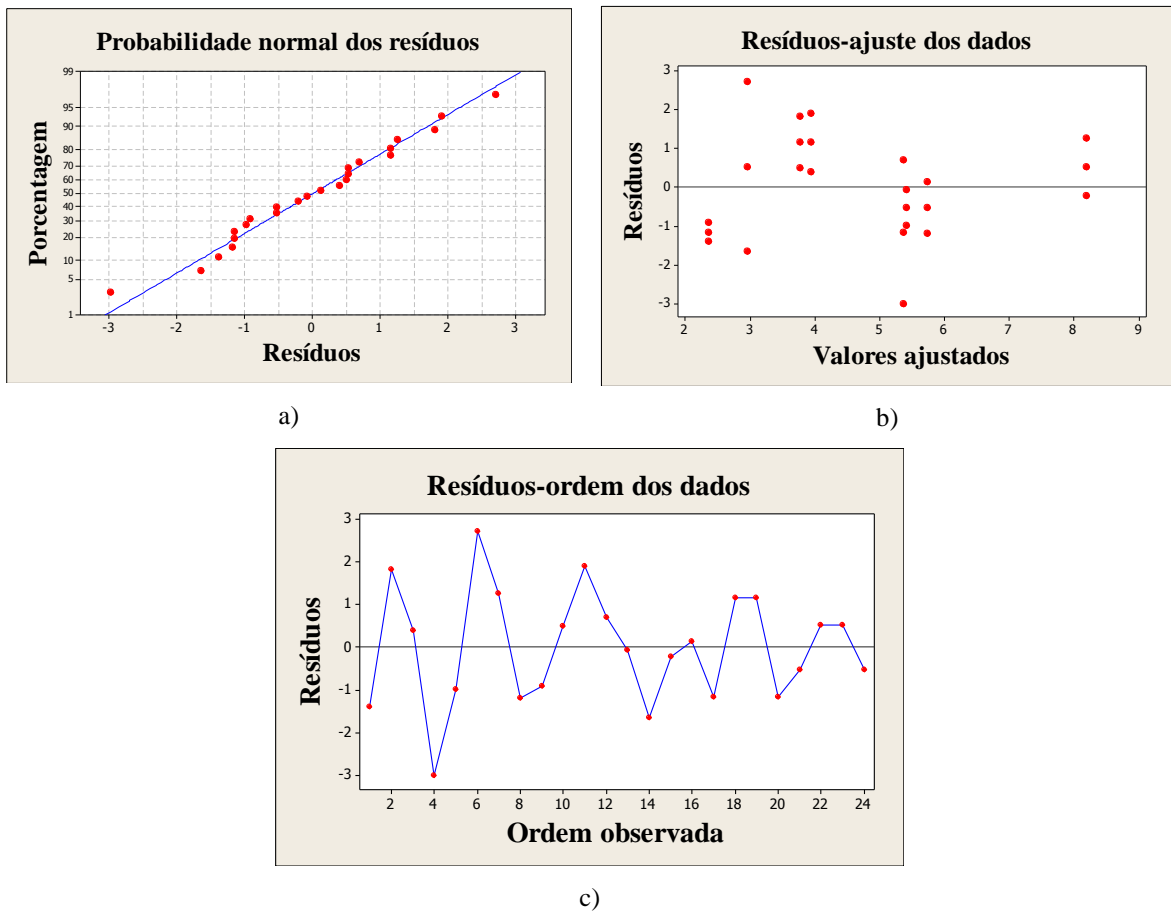 Probabilidade normal dos resíduos
Porcentagem
99
95
90
80
70
60
50
40
30
20
10
5
1
-3 -2 -1 0 1 2 3
Resíduos
a)
Resíduos-ajuste dos dados
Resíduos
3
2
1
0
-1
-2
-3
2 3 4 5 6 7 8 9
Valores ajustados
b)
Resíduos-ordem dos dados
Resíduos
3
2
1
0
-1
-2
-3
2 4 6 8 10 12 14 16 18 20 22 24
Ordem observada
c)